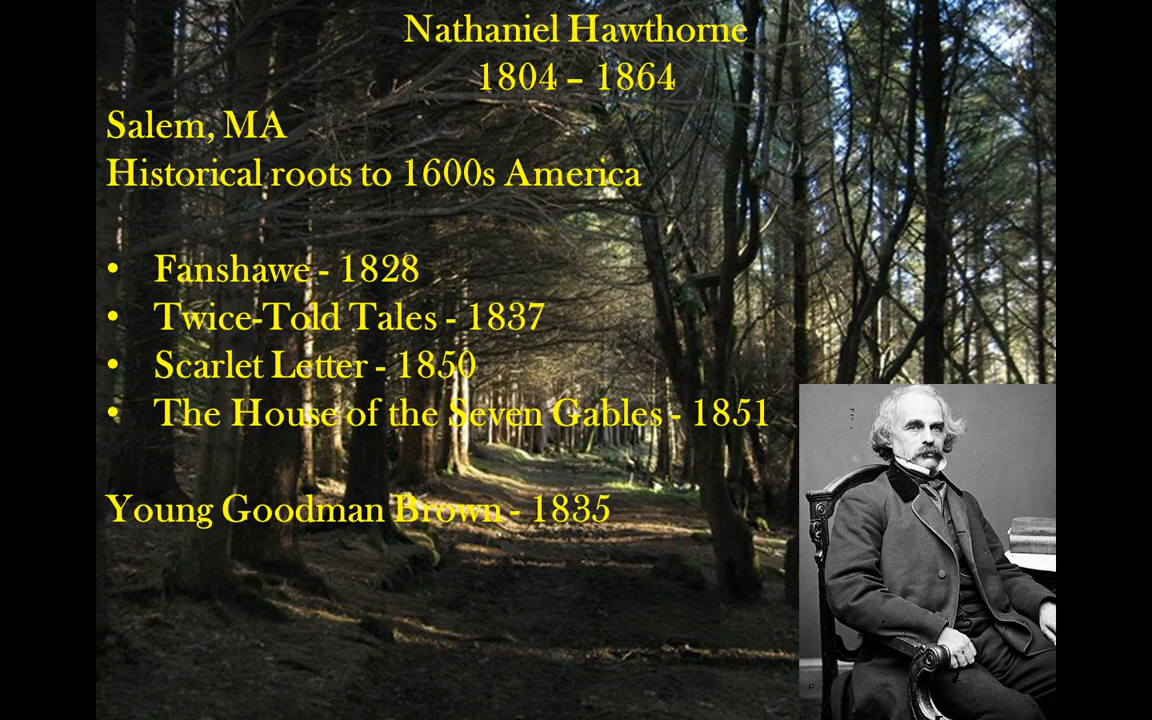 Nathaniel Hawthorne
1804 – 1864
Salem, MA
Historical roots to 1600s America
• Fanshawe - 1828
• Twice-Told Tales - 1837
• Scarlet Letter - 1850
• The House of the Seven Gables - 1851
Young Goodman Brown - 1835